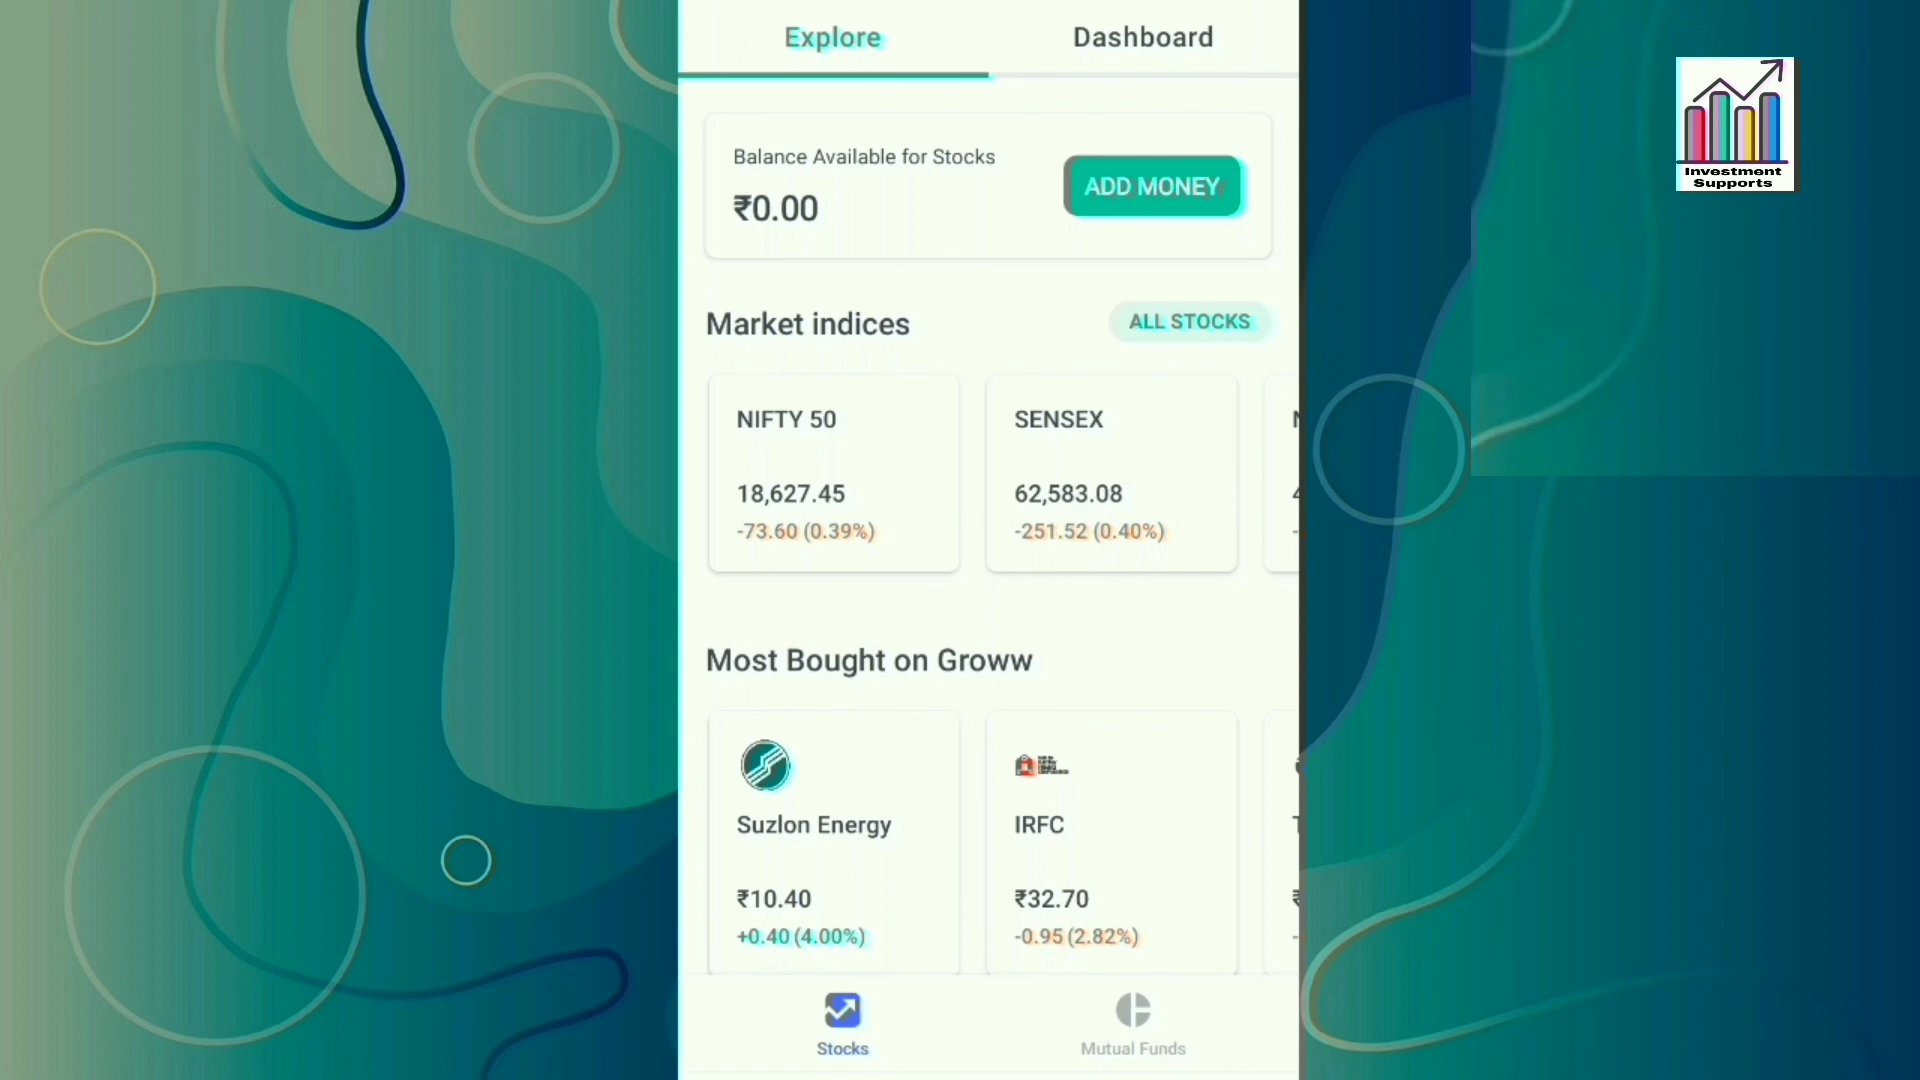 Explore
Dashboard
Balance Available for Stocks
₹0.00
ADD MONEY
Investment
Supports
Market indices
ALL STOCKS
NIFTY 50
18,627.45
-73.60 (0.39%)
SENSEX
62,583.08
-251.52 (0.40%)
Most Bought on Groww
Suzlon Energy
₹10.40
+0.40 (4.00%)
IRFC
₹32.70
-0.95 (2.82%)
Stocks
Mutual Funds